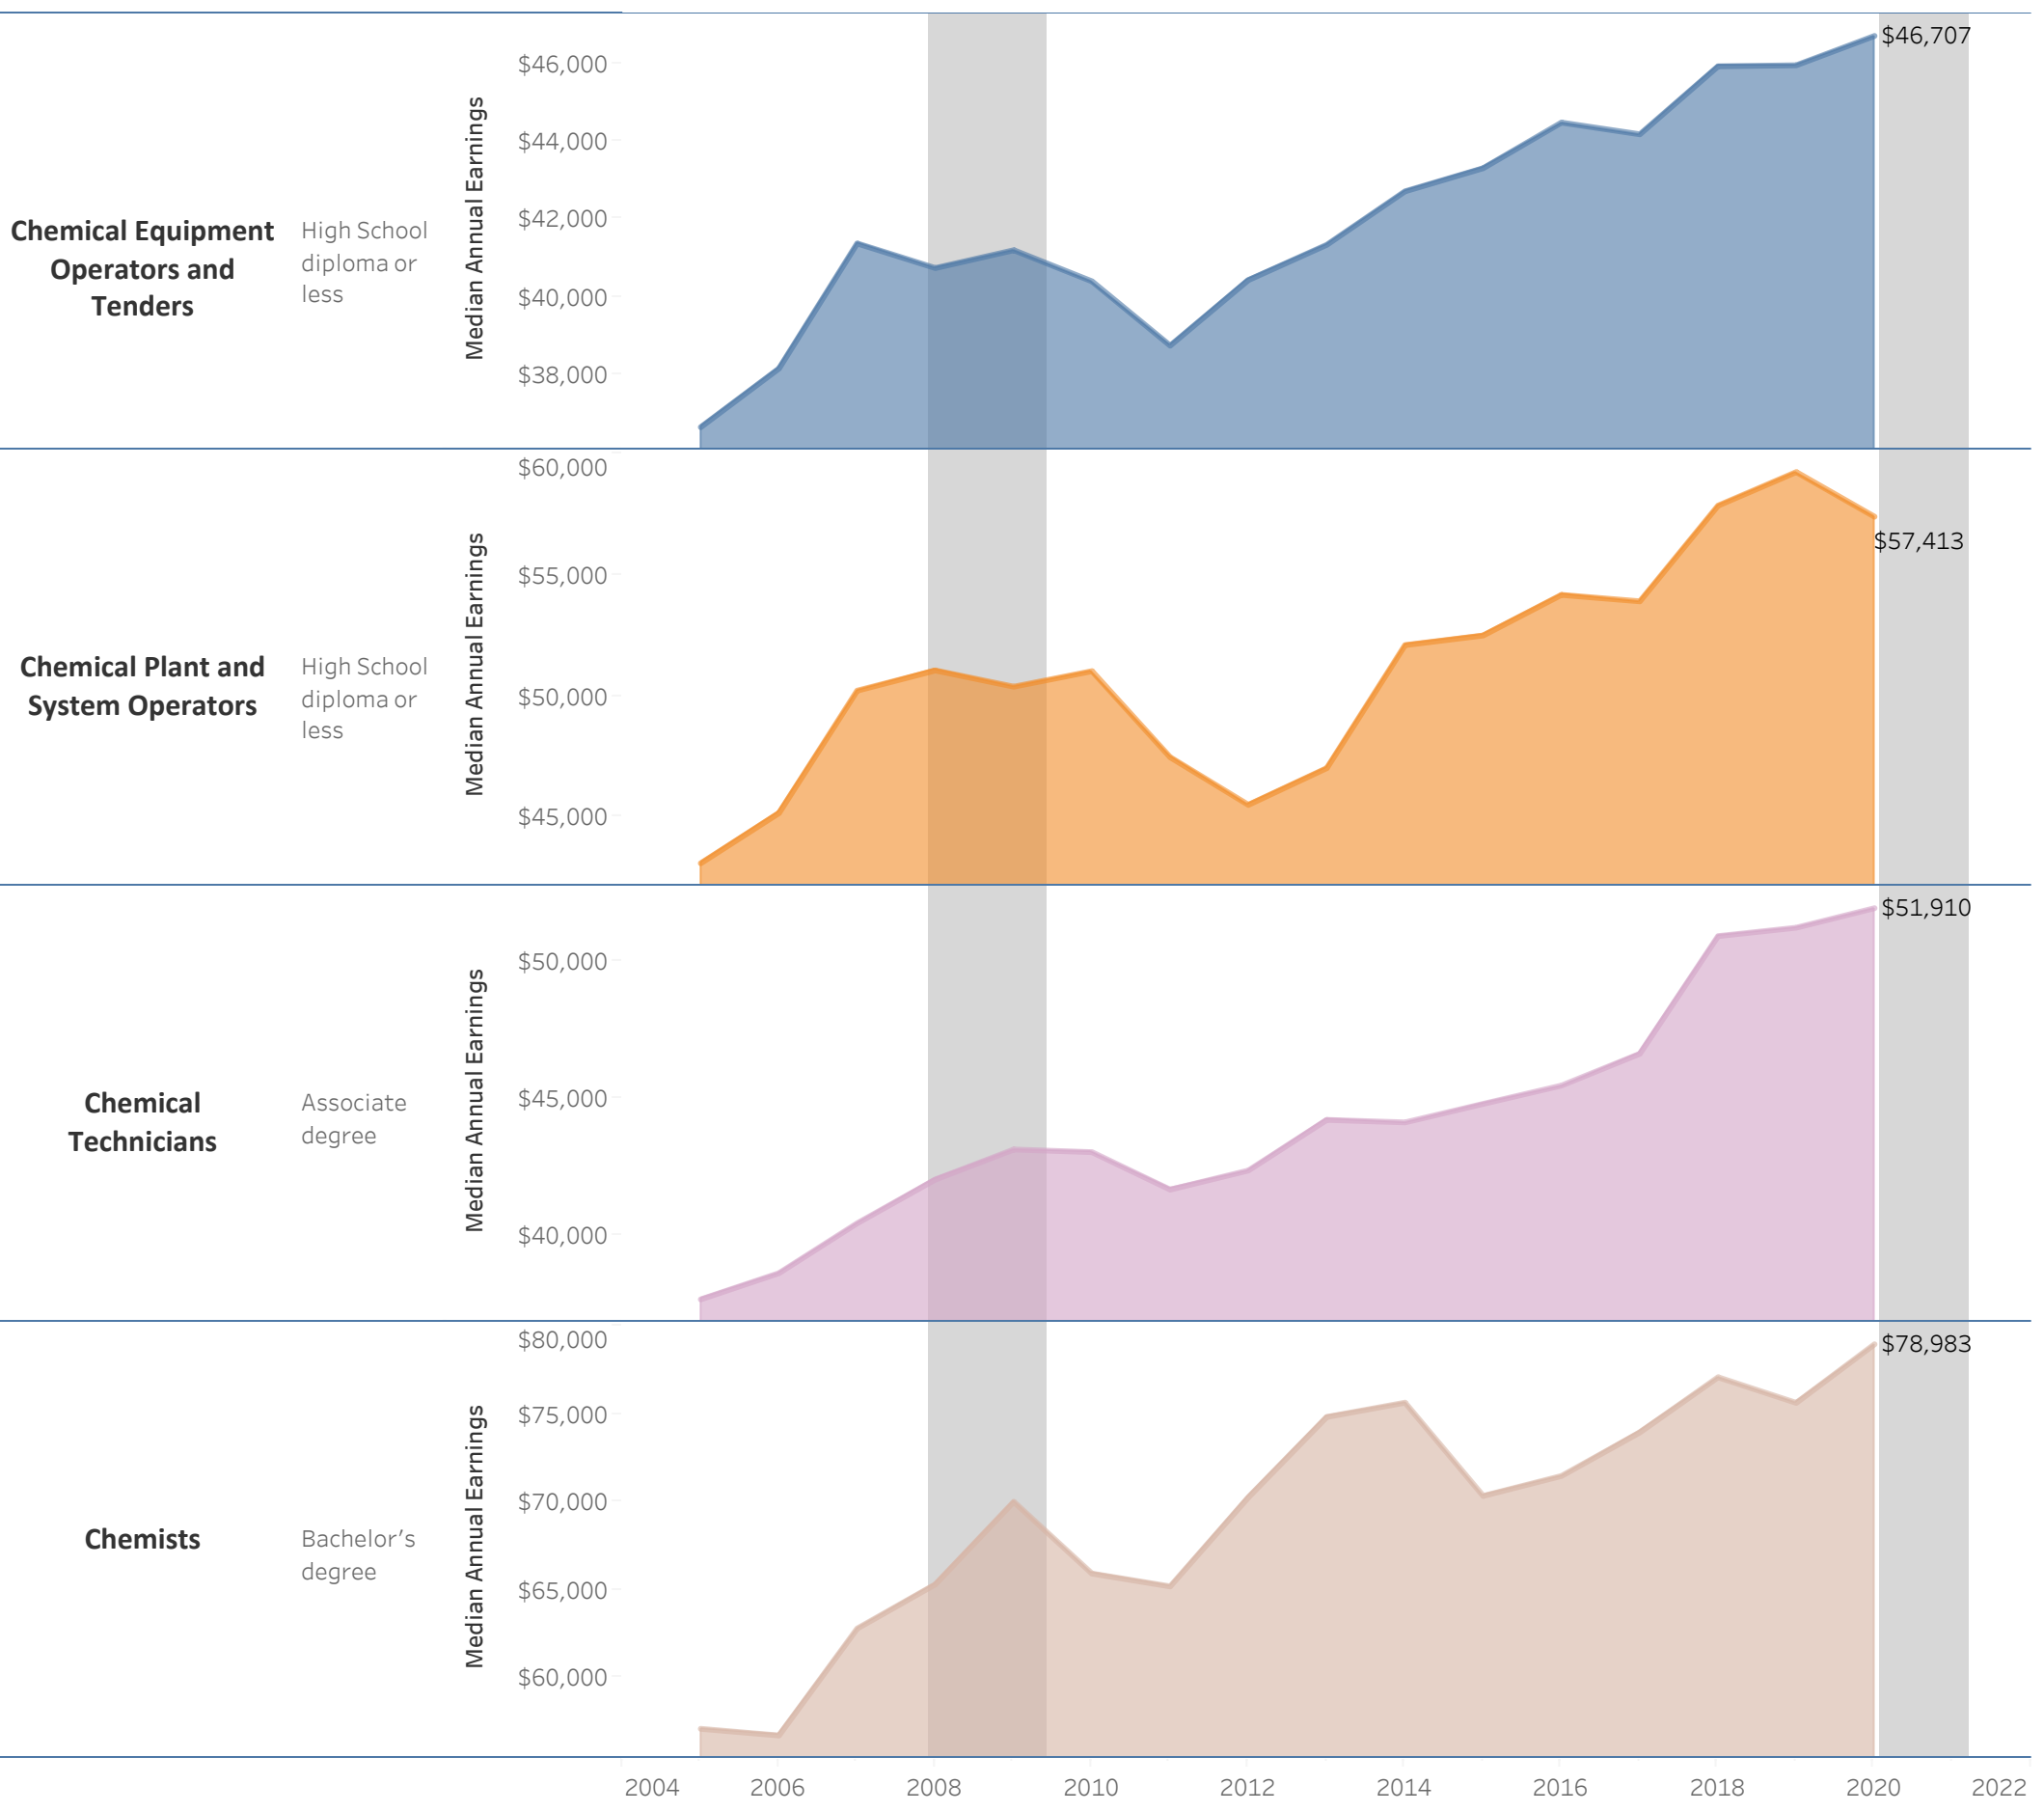 Chemical Equipment
Operators and
Tenders
High School
diploma or
less
Median Annual Earnings
$46,000
$44,000
$42,000
$40,000
$38,000
$46,707
Chemical Plant and
System Operators
High School
diploma or
less
Median Annual Earnings
$60,000
$55,000
$50,000
$45,000
$57,413
Chemical
Technicians
Associate
degree
Median Annual Earnings
$50,000
$45,000
$40,000
$51,910
Chemists
Bachelor's
degree
Median Annual Earnings
$80,000
$75,000
$70,000
$65,000
$60,000
$78,983
2004 2006 2008 2010 2012 2014 2016 2018 2020 2022